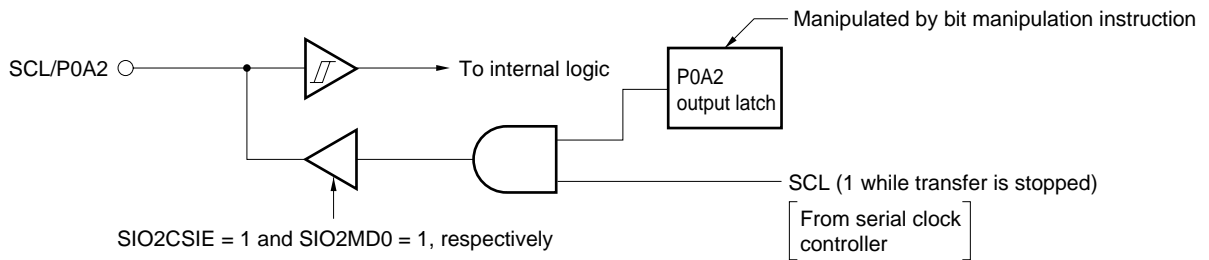 Manipulated by bit manipulation instruction
SCL/P0A2
To internal logic
P0A2
output latch
SCL (1 while transfer is stopped)
From serial clock
controller
SIO2CSIE = 1 and SIO2MD0 = 1, respectively